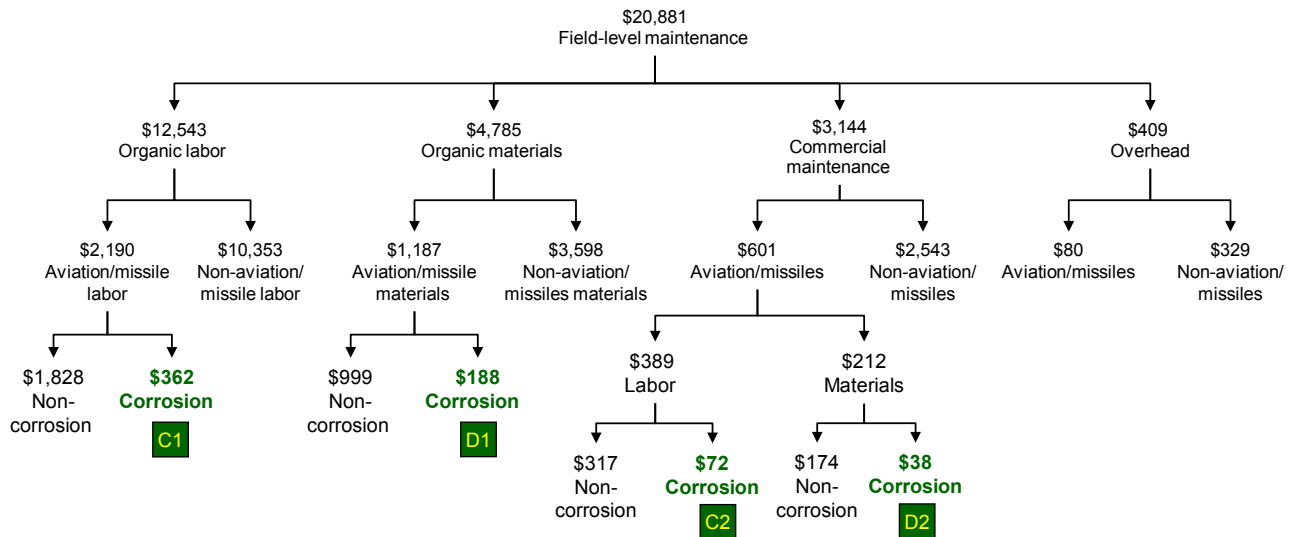 $20,881
Field-level maintenance
$12,543
Organic labor
$4,785
Organic materials
$3,144
Commercial
maintenance
$409
Overhead
$2,190
Aviation/missile
labor
$10,353
Non-aviation/
missile labor
$1,187
Aviation/missile
materials
$3,598
Non-aviation/
missiles materials
$601
Aviation/missiles
$2,543
Non-aviation/
missiles
$80
Aviation/missiles
$329
Non-aviation/
missiles
$1,828
Non-
corrosion
$362
Corrosion
C1
$999
Non-
corrosion
$188
Corrosion
D1
$389
Labor
$212
Materials
$317
Non-
corrosion
$72
Corrosion
C2
$174
Non-
corrosion
$38
Corrosion
D2